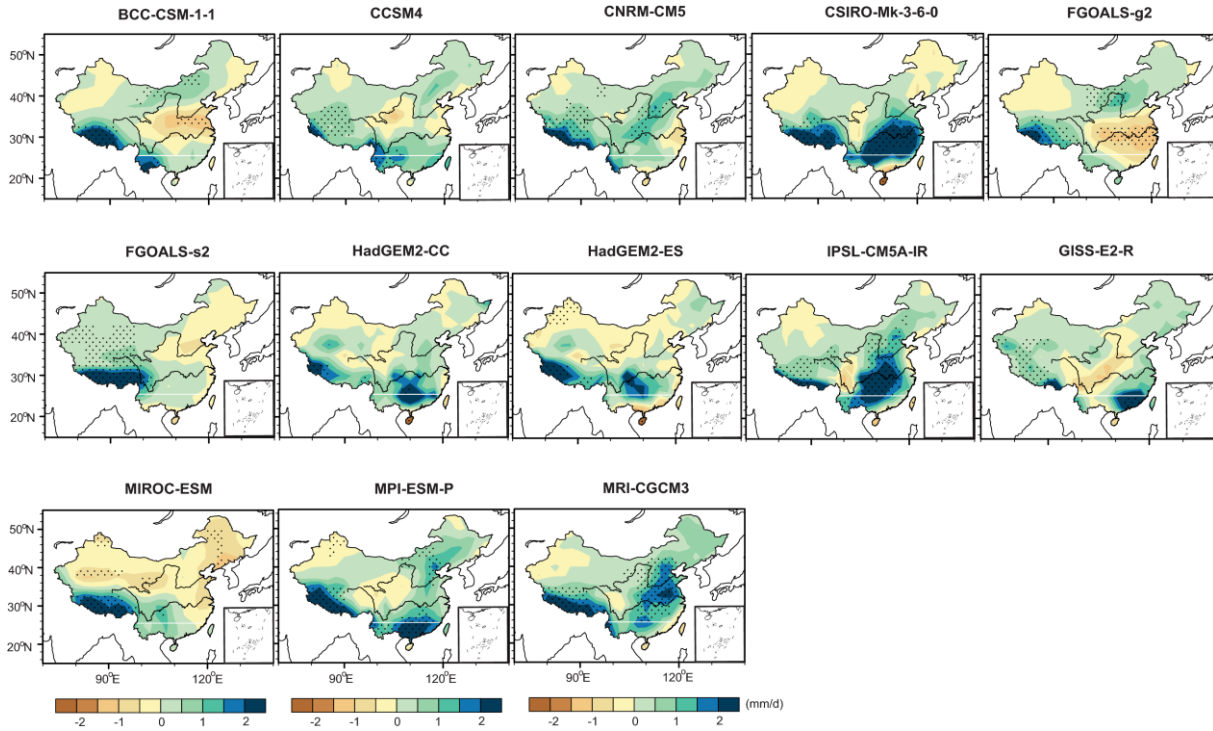 BCC-CSM-1-1 CCSM4 CNRM-CM5 CSIRO-Mk-3-6-0 FGOALS-g2
50°N
40°N
30°N
20°N
FGOALS-s2 HadGEM2-CC HadGEM2-ES IPSL-CM5A-IR GISS-E2-R
50°N
40°N
30°N
20°N
MIROC-ESM MPI-ESM-P MRI-CGCM3
50°N
40°N
30°N
20°N
90°E 120°E 90°E 120°E 90°E 120°E
-2 -1 0 1 2 -2 -1 0 1 2 -2 -1 0 1 2 (mm/d)